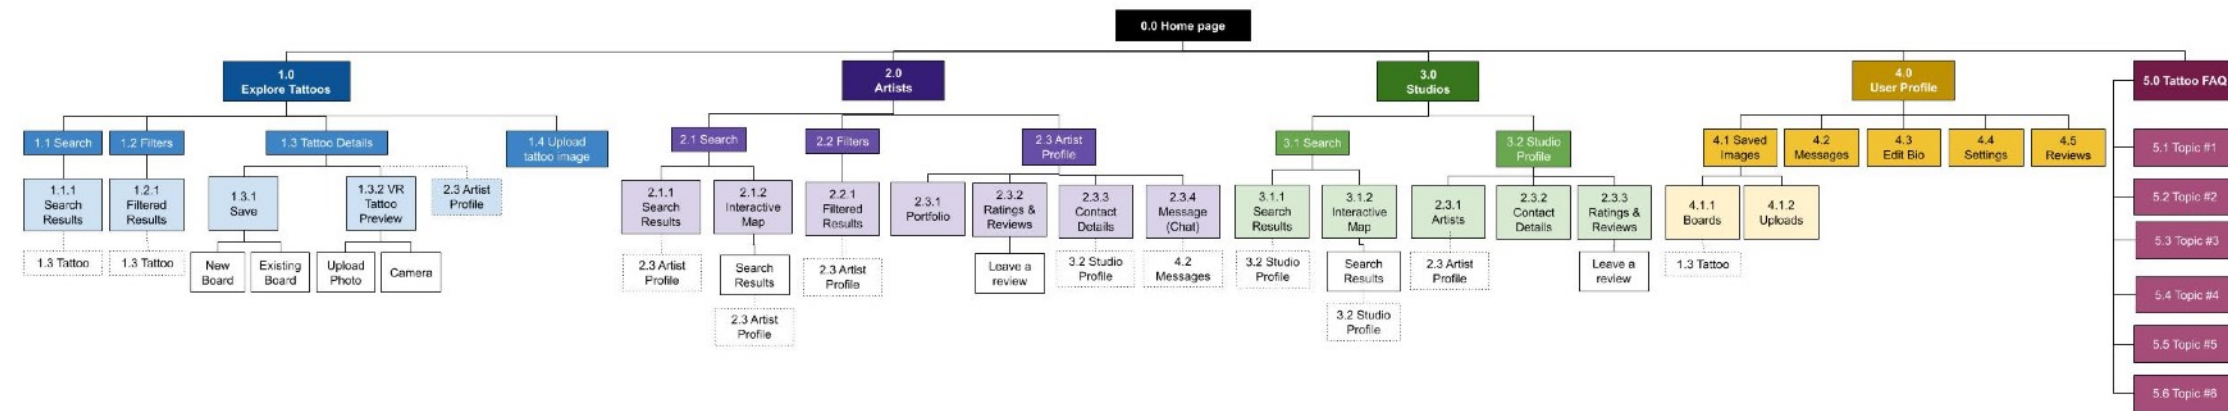 0.0 Home page
1.0
Explore Tattoos
2.0
Artists
3.0
Studios
4.0
User Profile
5.0 Tattoo FAQ
1.1 Search
1.2 Filters
1.3 Tattoo Details
1.4 Upload
tattoo image
2.1 Search
2.2 Filters
2.3 Artist
Profile
3.1 Search
3.2 Studio
Profile
4.1 Saved
Images
4.2
Messages
4.3
Edit Bio
4.4
Settings
4.5
Reviews
5.1 Topic #1
1.1.1
Search
Results
1.2.1
Filtered
Results
1.3.1
Save
1.3.2 VR
Tattoo
Preview
2.3 Artist
Profile
2.1.1
Search
Results
2.1.2
Interactive
Map
2.2.1
Filtered
Results
2.3.1
Portfolio
2.3.2
Ratings &
Reviews
2.3.3
Contact
Details
2.3.4
Message
(Chat)
3.1.1
Search
Results
3.1.2
Interactive
Map
2.3.1
Artists
2.3.2
Contact
Details
2.3.3
Ratings &
Reviews
4.1.1
Boards
4.1.2
Uploads
5.2 Topic #2
5.3 Topic #3
1.3 Tattoo
1.3 Tattoo
New
Board
Existing
Board
Upload
Photo
Camera
2.3 Artist
Profile
Search
Results
2.3 Artist
Profile
2.3 Artist
Profile
Leave a
review
3.2 Studio
Profile
4.2
Messages
3.2 Studio
Profile
Search
Results
3.2 Studio
Profile
2.3 Artist
Profile
Leave a
review
1.3 Tattoo
5.4 Topic #4
5.5 Topic #5
5.6 Topic #6